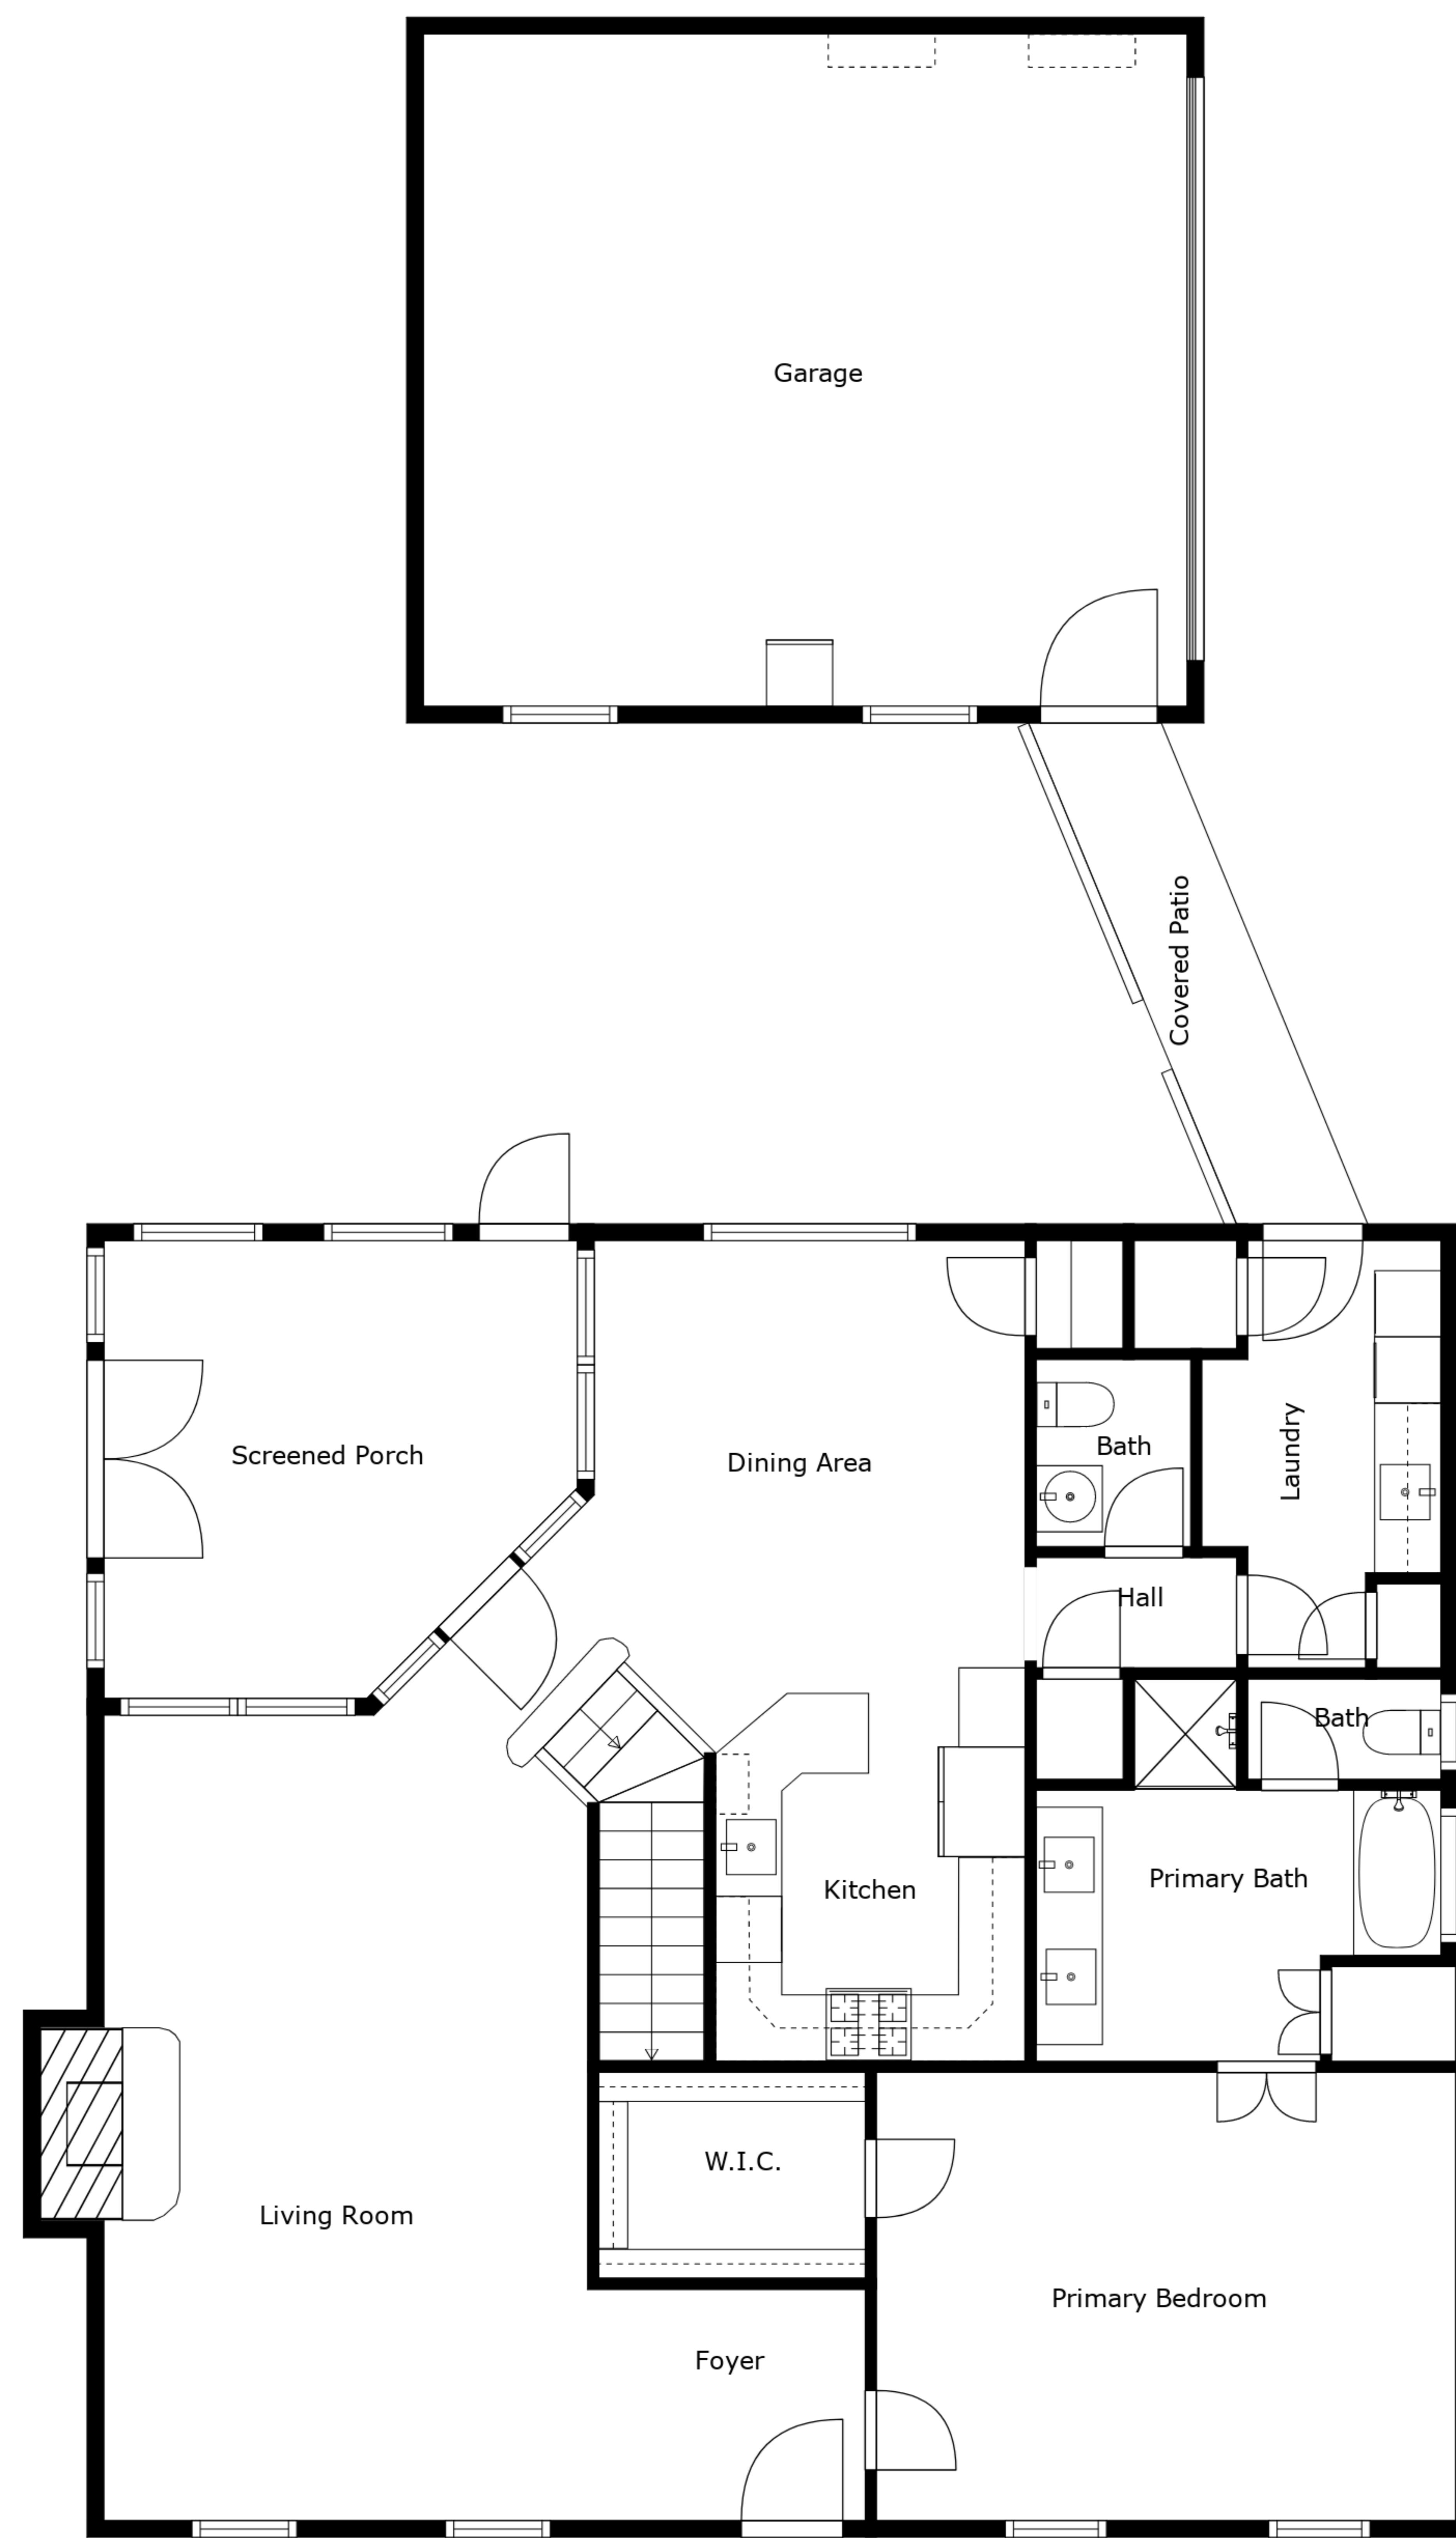 Garage
Covered Patio
Screened Porch
Dining Area
Bath
Laundry
Hall
Bath
Primary Bath
Kitchen
W.I.C.
Living Room
Primary Bedroom
Foyer